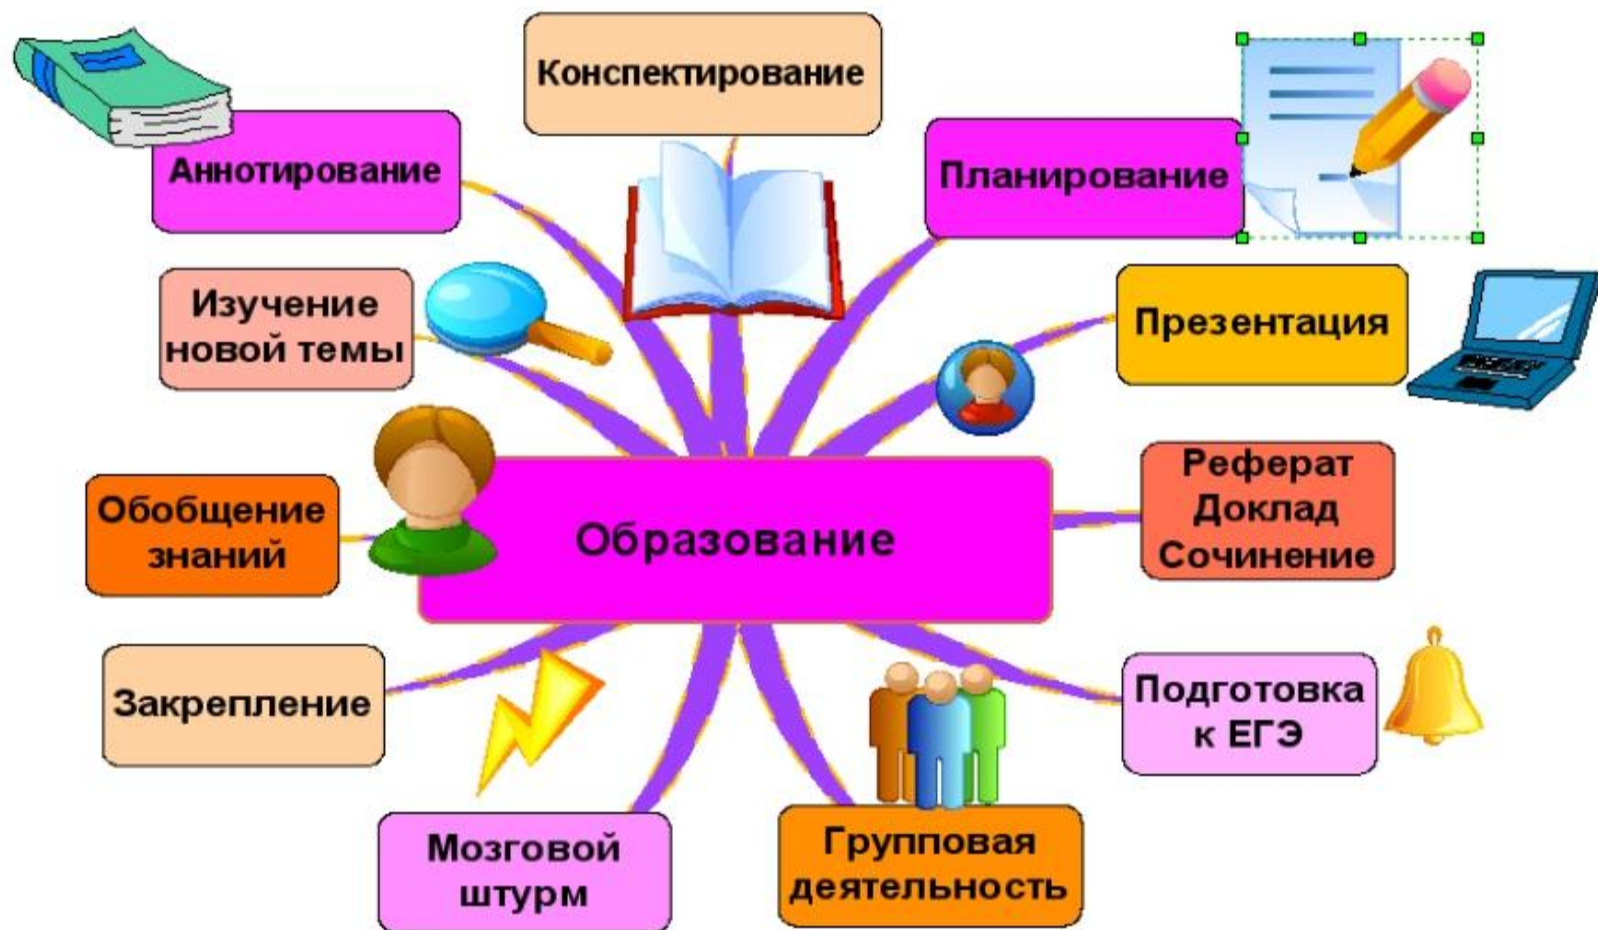 Конспектирование
Аннотирование
Планирование
Изучение
новой темы
Презентация
Реферат
Доклад
Сочинение
Обобщение
знаний
Образование
Закрепление
Подготовка
к ЕГЭ
Мозговой
штурм
Групповая
деятельность